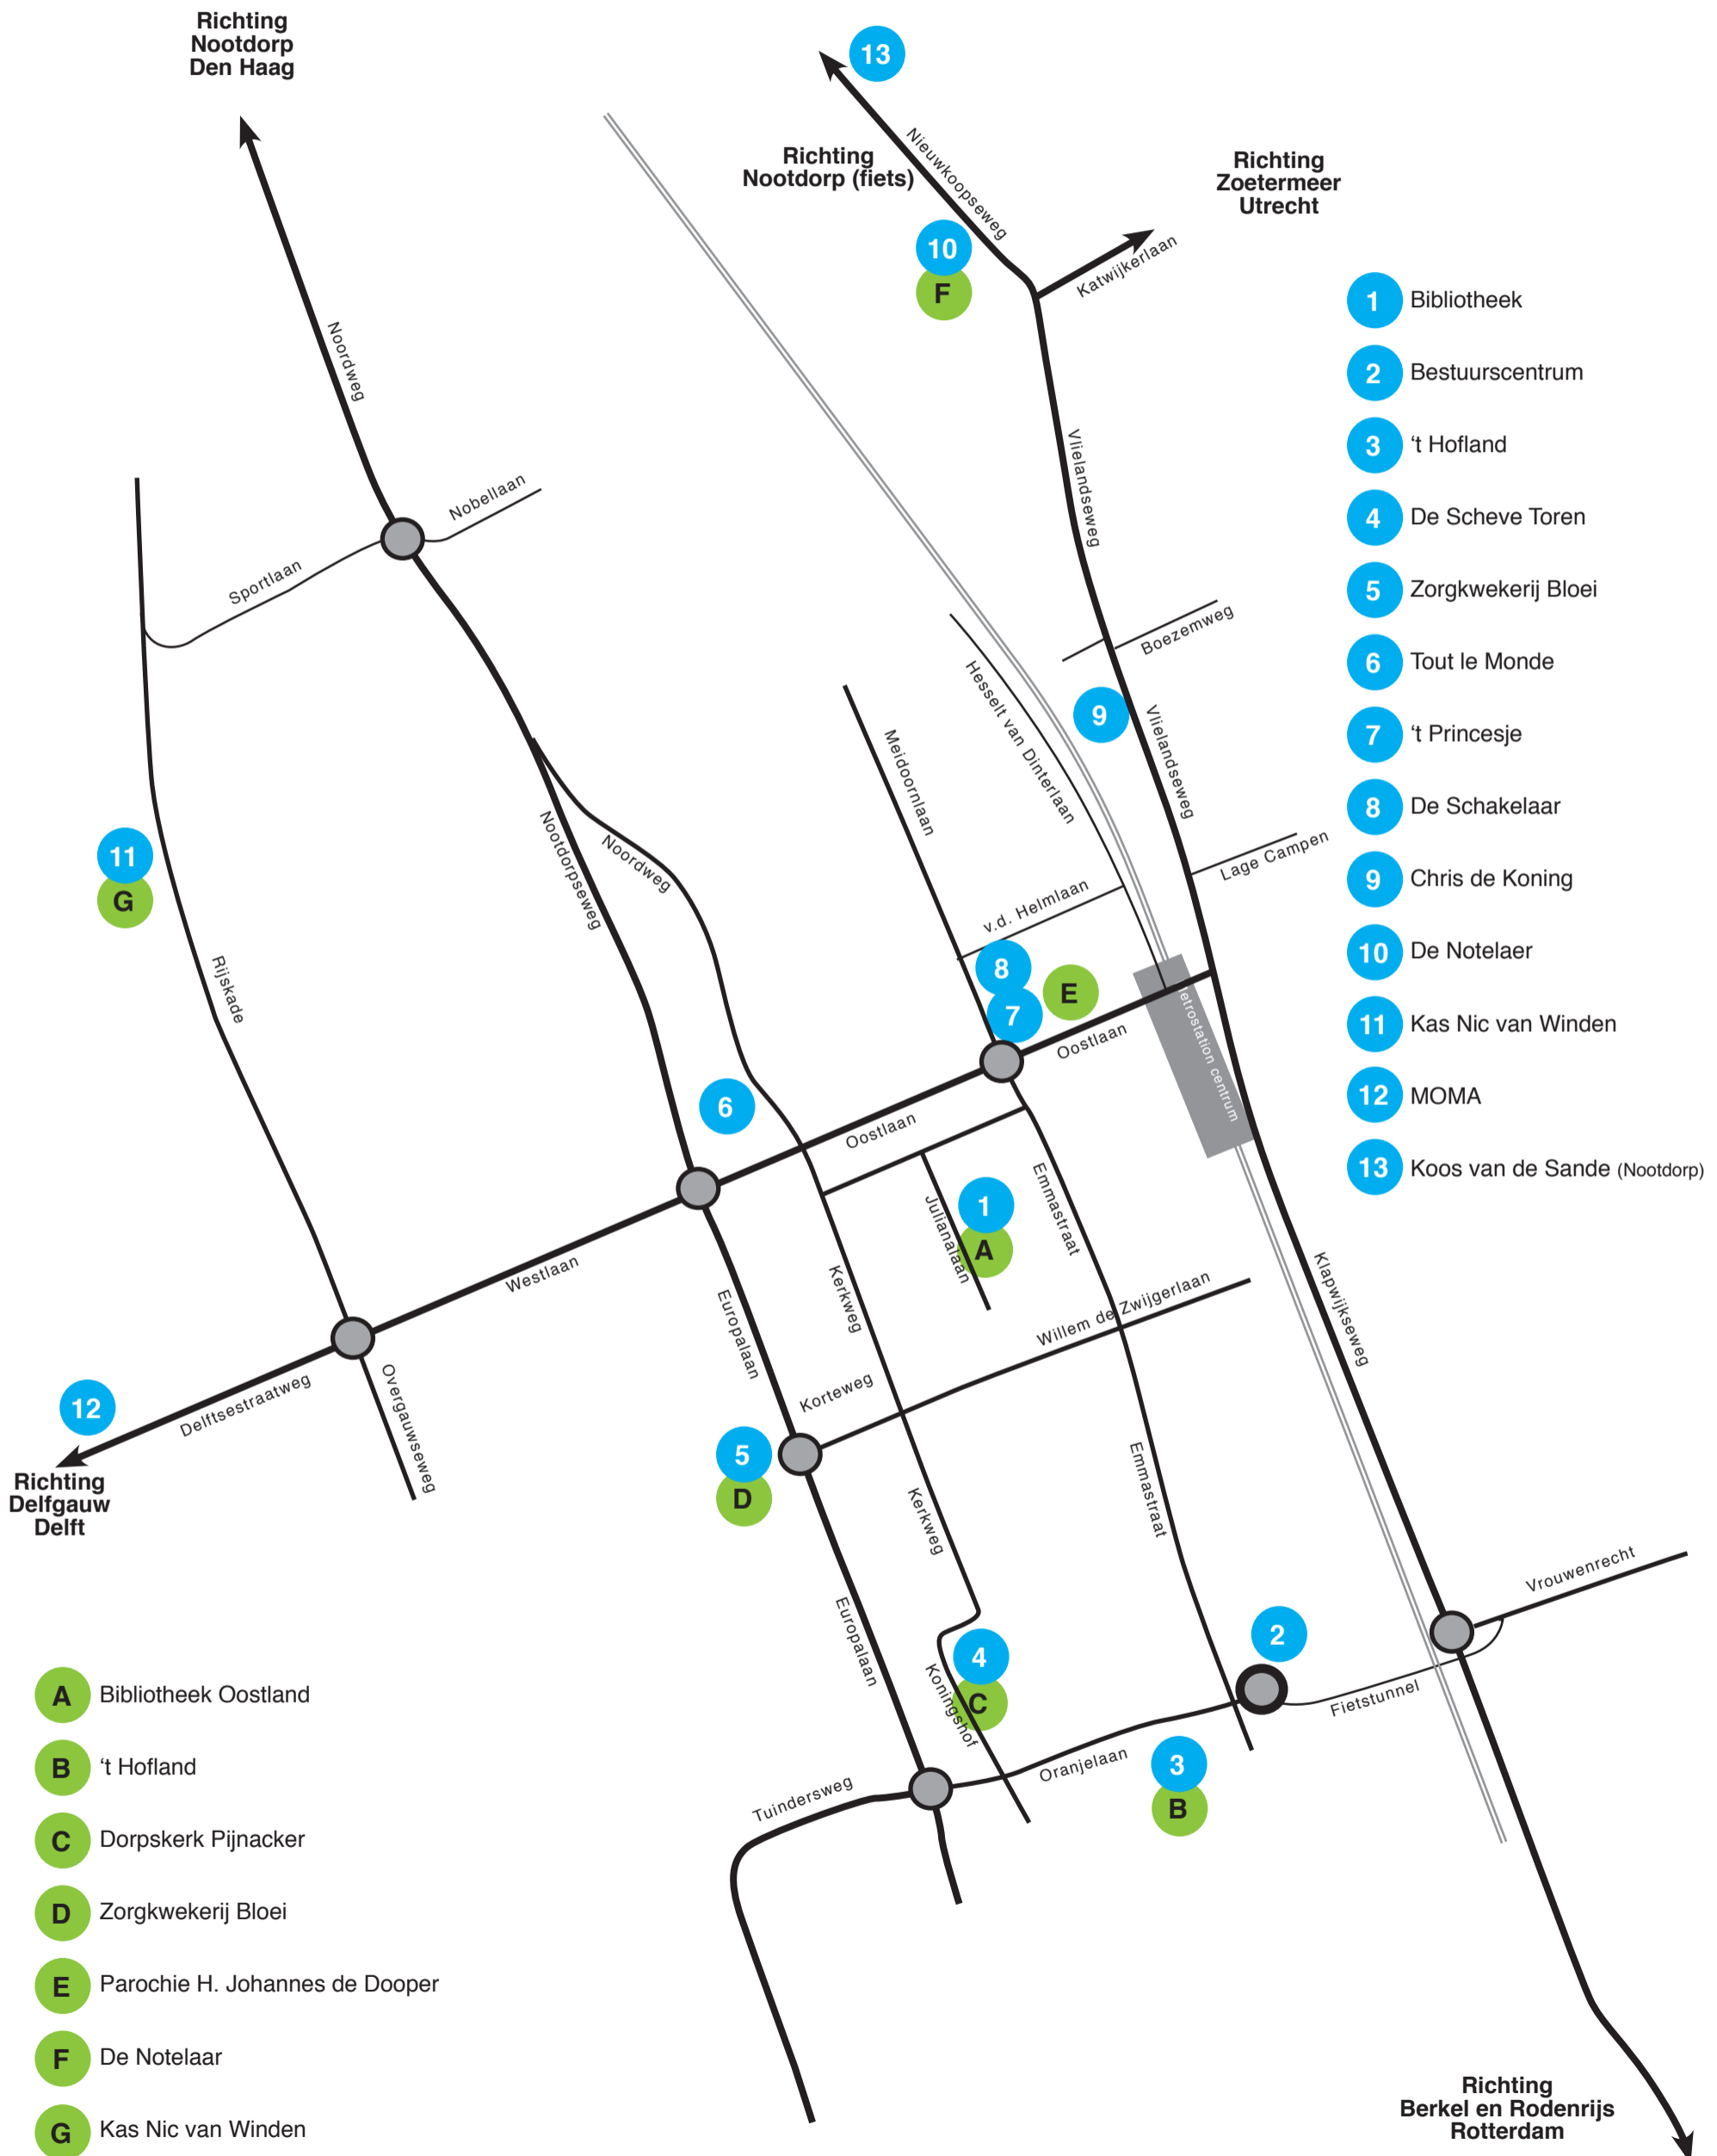 Richting
Nootdorp
Den Haag
13
Richting
Nootdorp (fiets)
Nieuwkoopseweg
Richting
Zoetermeer
Utrecht
Katwijkerlaan
10
F
Noordweg
Vlielandseweg
Nobellaan
Sportlaan
Boezemweg
Hesselt van Dinterlaan
9
Vlielandseweg
Meidoornlaan
Nootdorpseweg
Noordweg
Lage Campen
11
G
v.d. Helmlaan
Rijskade
8
7
E
Oostlaan
etrostation centrum
6
Oostlaan
Emmastraat
1
A
Julianalaan
Westlaan
Europalaan
Kerkweg
Willem de Zwijgerlaan
Klapwijkseweg
12
Delftsestraatweg
Overgauwseweg
Korteweg
Richting
Delfgauw
Delft
5
D
Kerkweg
Emmastraat
Vrouwenrecht
Europalaan
4
C
Koningshof
2
Fietstunnel
Oranjelaan
3
B
Tuindersweg
Richting
Berkel en Rodenrijs
Rotterdam
1 Bibliotheek
2 Bestuurscentrum
3 ‘t Hofland
4 De Scheve Toren
5 Zorgkwekerij Bloei
6 Tout le Monde
7 ‘t Princesje
8 De Schakelaar
9 Chris de Koning
10 De Notelaer
11 Kas Nic van Winden
12 MOMA
13 Koos van de Sande (Nootdorp)
A Bibliotheek Oostland
B ‘t Hofland
C Dorpskerk Pijnacker
D Zorgkwekerij Bloei
E Parochie H. Johannes de Dooper
F De Notelaar
G Kas Nic van Winden